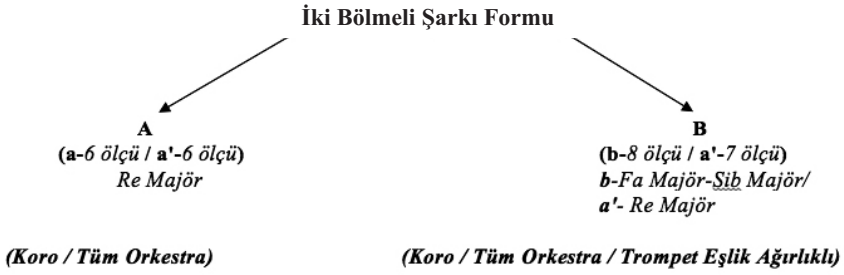 İki Bölmeli Şarkı Formu
A
(a-6 ölçü / a'-6 ölçü)
Re Majör
(Koro / Tüm Orkestra)
B
(b-8 ölçü / a'-7 ölçü)
b-Fa Majör-Sib Majör/
a'- Re Majör
(Koro / Tüm Orkestra / Trompet Eşlik Ağırlıklı)